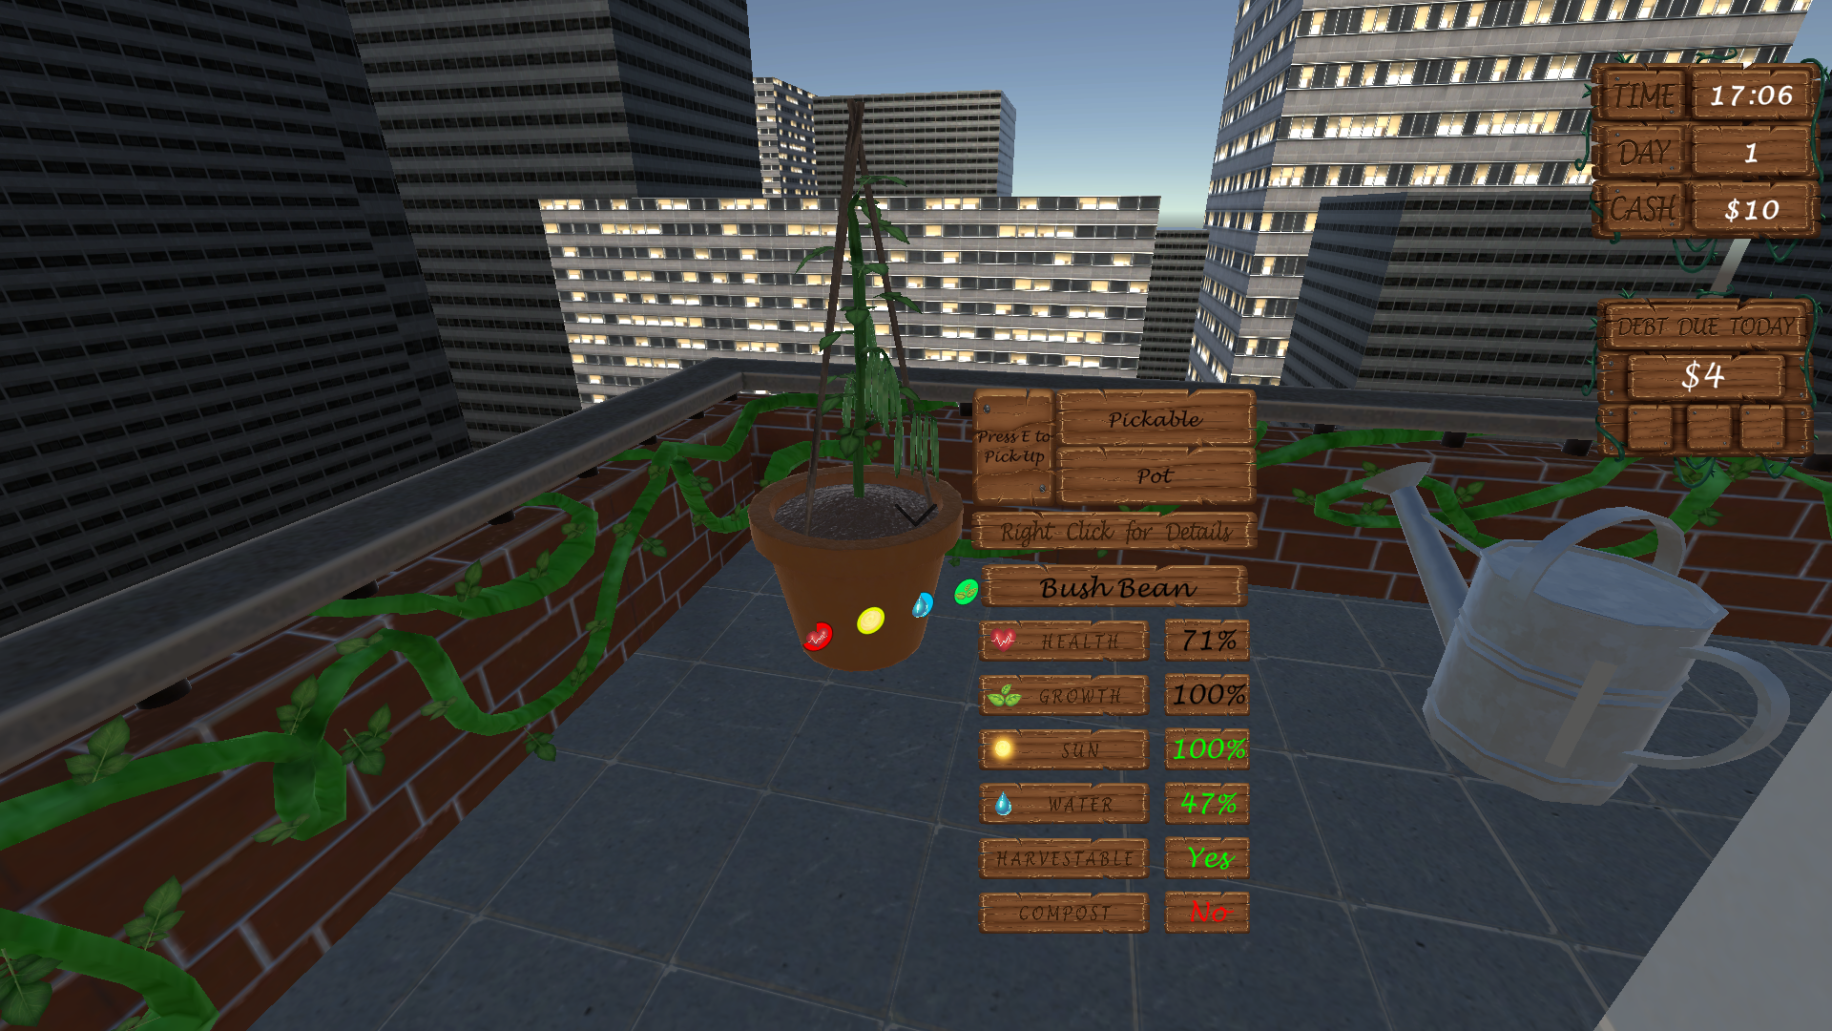 TIME 17:06
DAY 1
CASH $10
DEBT DUE TODAY
$4
Press E to
Pick Up
Pickable
Pot
Right Click for Details
Bush Bean
HEALTH 71%
GROWTH 100%
SUN 100%
WATER 47%
HARVESTABLE Yes
COMPOST No